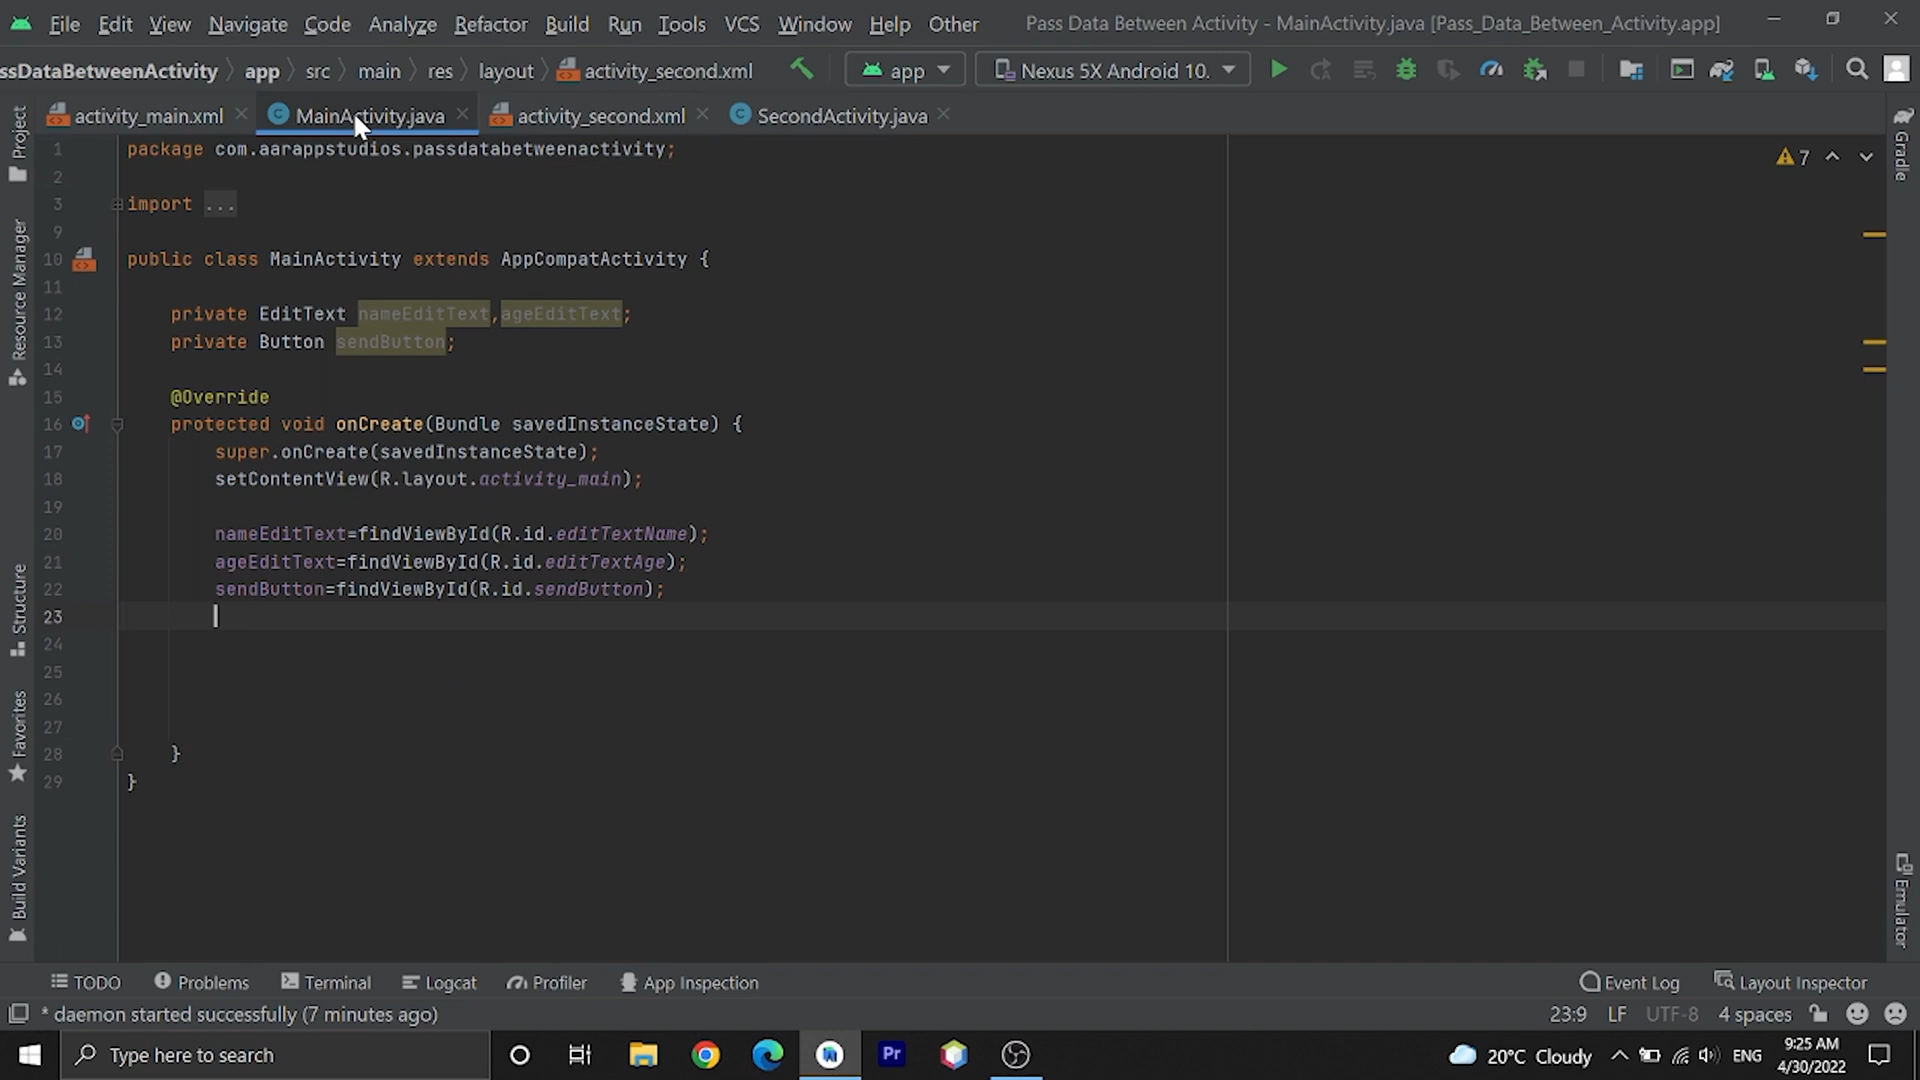 File Edit View Navigate Code Analyze Refactor Build Run Tools VCS Window Help Other Pass Data Between Activity - MainActivity.java [Pass_Data_Between_Activity.app]
ssDataBetweenActivity app src main res layout activity_second.xml app Nexus 5X Android 10.
activity_main.xml MainActivity.java activity_second.xml SecondActivity.java
Project
Resource Manager
Structure
Favorites
Build Variants
Gradle
Emulator
7
1 package com.aarappstudios.passdatabetweenactivity;
2
3 import ...
9
10 public class MainActivity extends AppCompatActivity {
11
12 private EditText nameEditText,ageEditText;
13 private Button sendButton;
14
15 @Override
16 protected void onCreate(Bundle savedInstanceState) {
17 super.onCreate(savedInstanceState);
18 setContentView(R.layout.activity_main);
19
20 nameEditText=findViewById(R.id.editTextName);
21 ageEditText=findViewById(R.id.editTextAge);
22 sendButton=findViewById(R.id.sendButton);
23
24
25
26
27
28 }
29 }
TODO Problems Terminal Logcat Profiler App Inspection Event Log Layout Inspector
* daemon started successfully (7 minutes ago) 23:9 LF UTF-8 4 spaces
Type here to search Pr 20°C Cloudy ENG 9:25 AM
4/30/2022